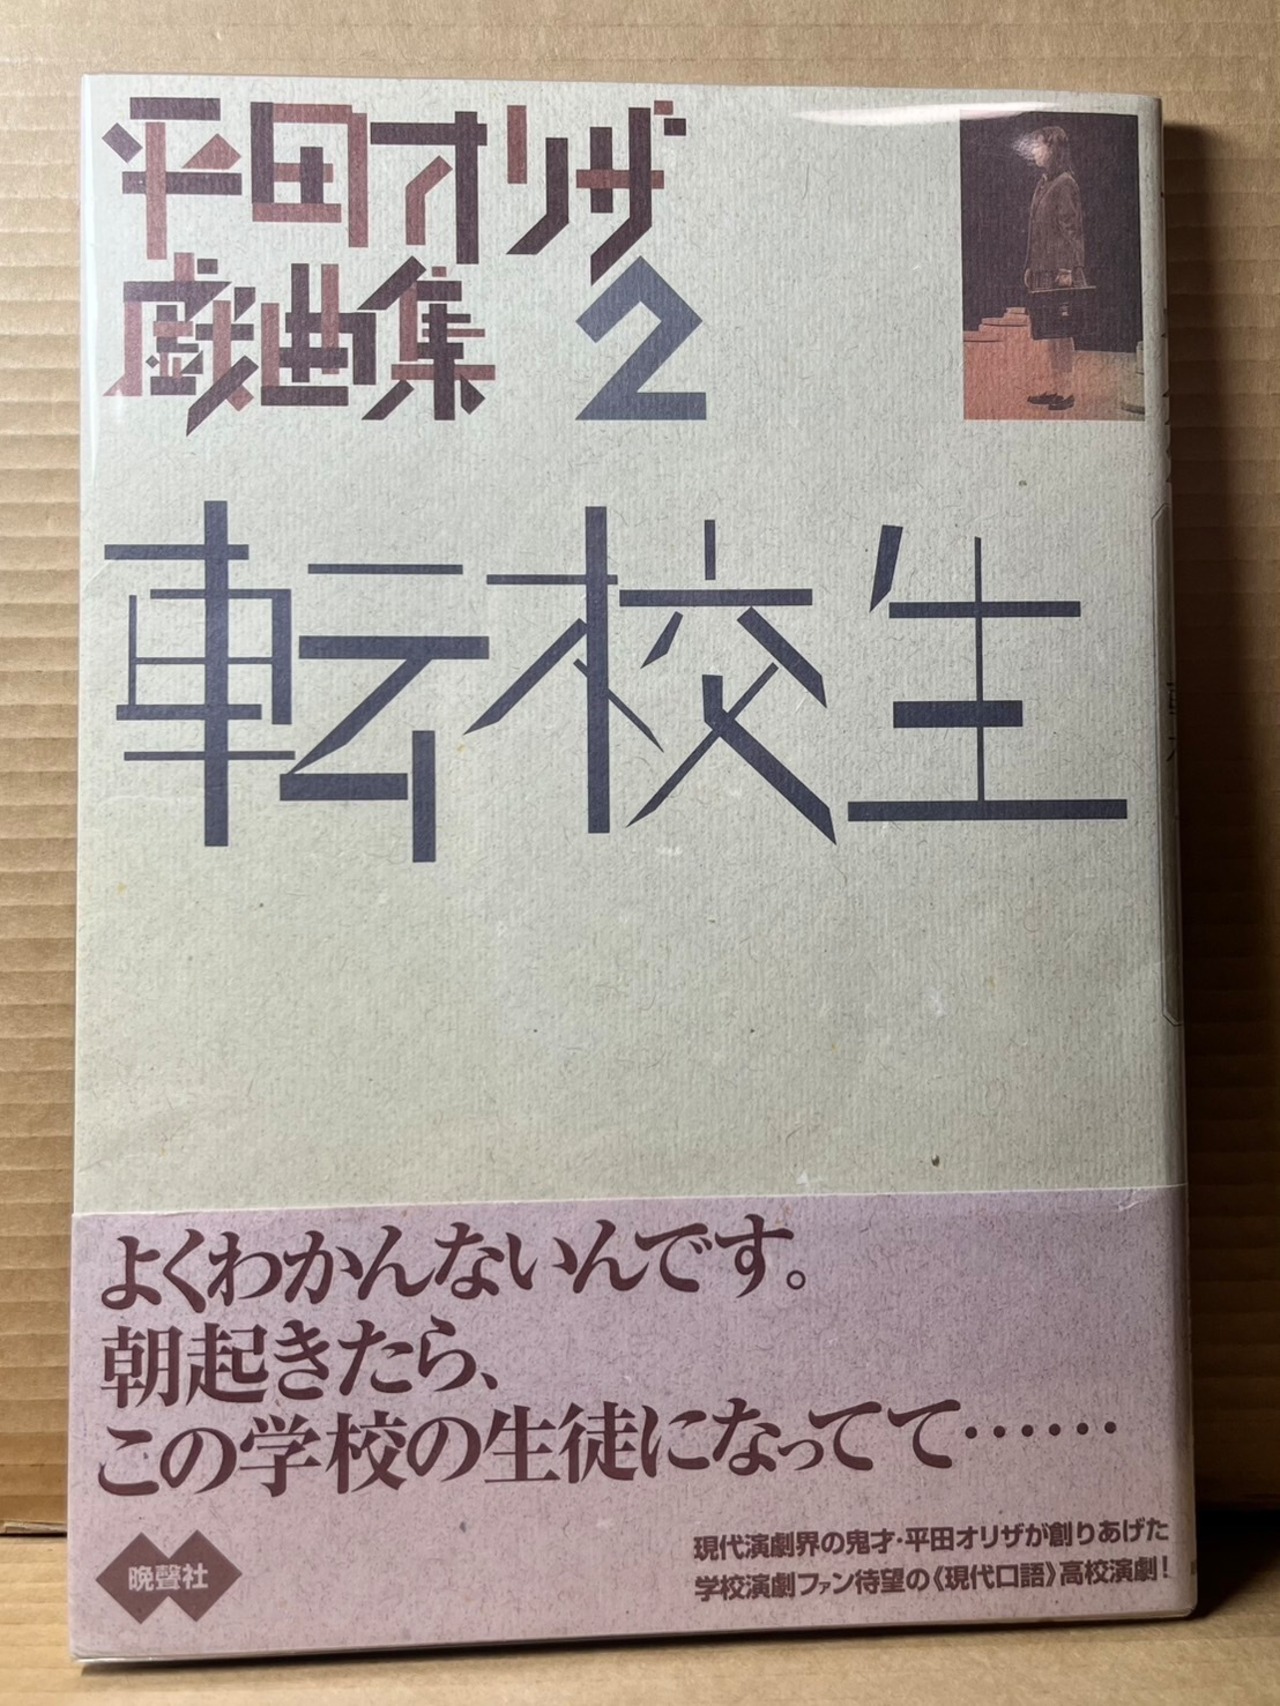 平田オリザ
戯曲集2
転校生
よくわかんないんです。
朝起きたら、
この学校の生徒になってて……
晩聲社
現代演劇界の鬼才・平田オリザが創りあげた
学校演劇ファン待望の《現代口語》高校演劇!